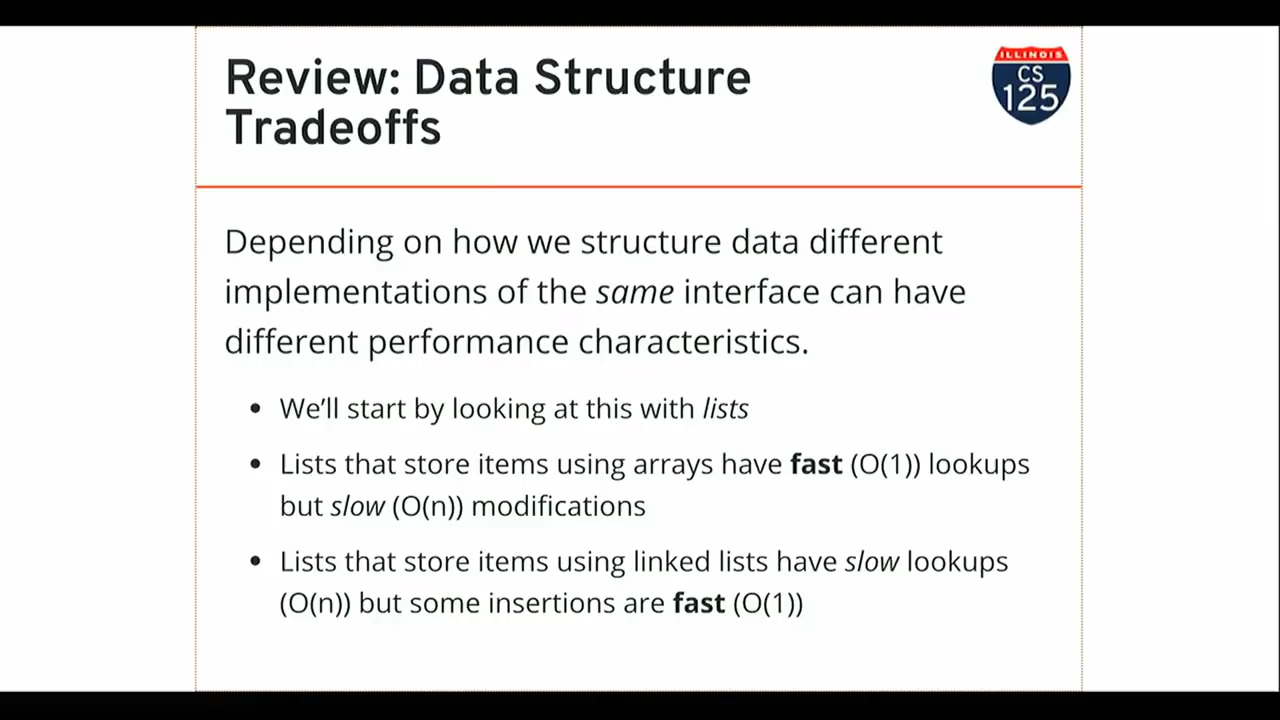 Review: Data Structure
Tradeoffs
ILLINOIS
CS
125
Depending on how we structure data different
implementations of the same interface can have
different performance characteristics.
• We'll start by looking at this with lists
• Lists that store items using arrays have fast (O(1)) lookups
but slow (O(n)) modifications
• Lists that store items using linked lists have slow lookups
(O(n)) but some insertions are fast (O(1))